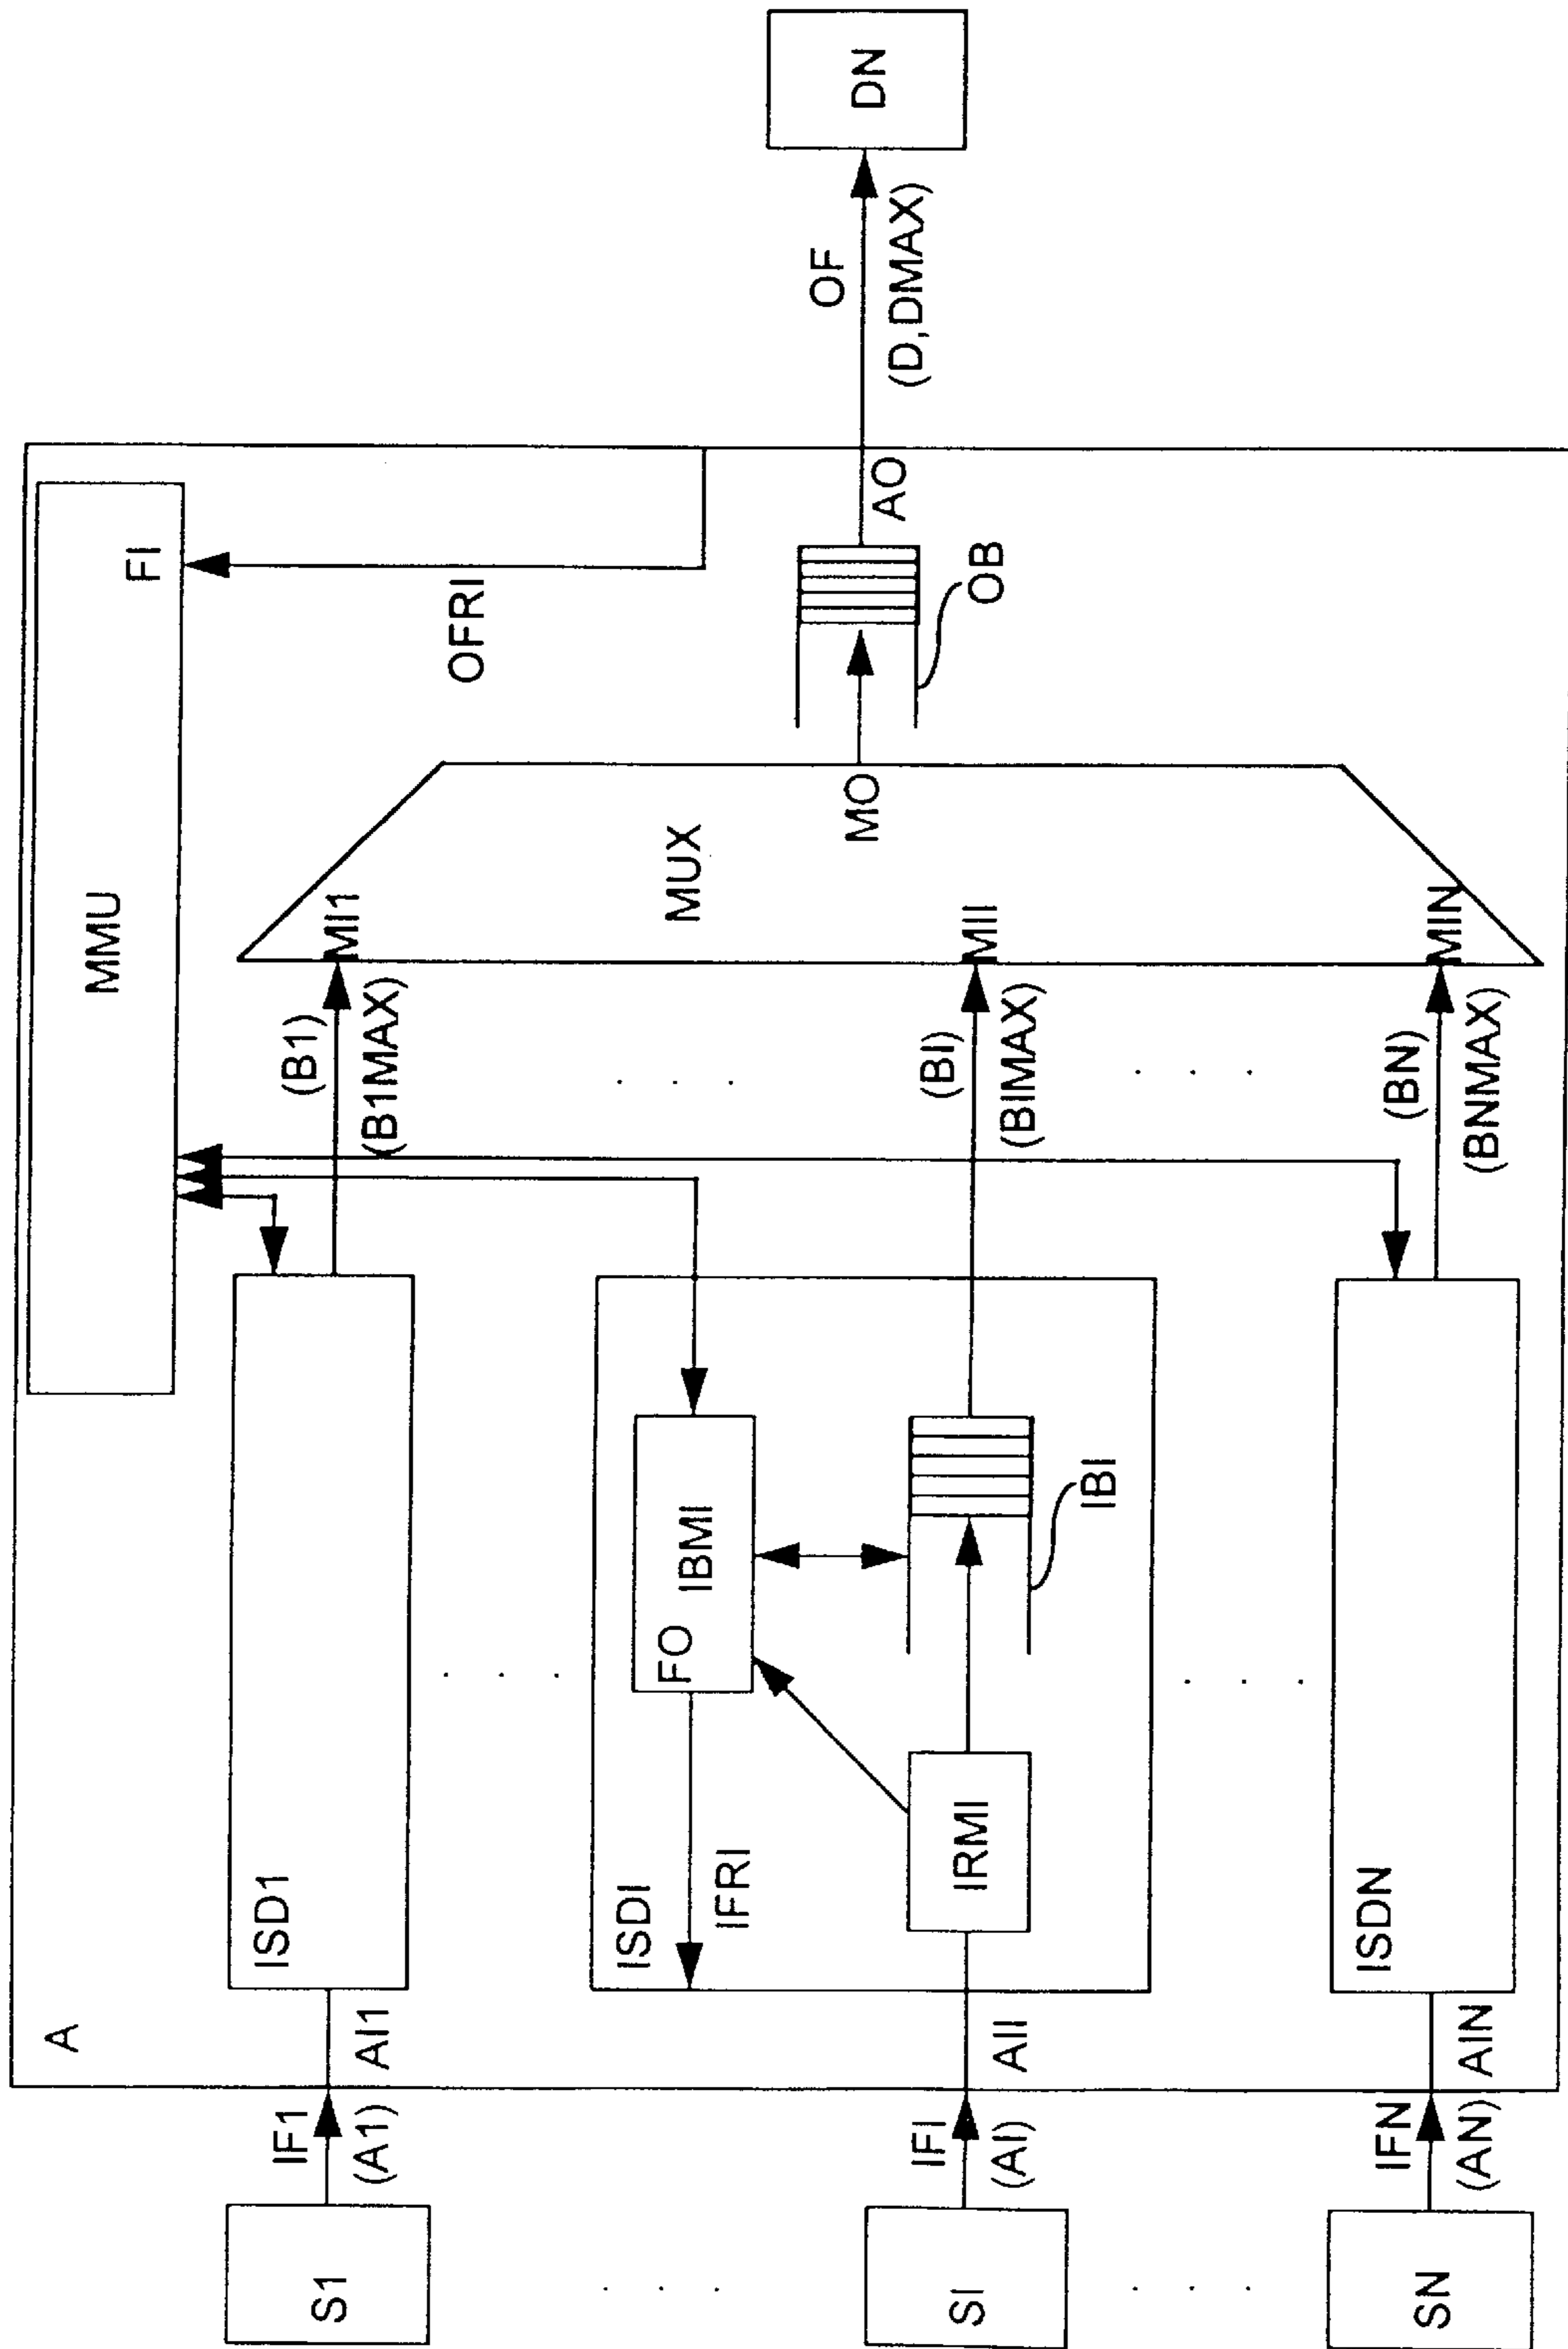 A
MMU
FI
OFRI
S1
IF1
(A1)
AI1
ISD1
(B1)
(B1MAX)
MI1
SI
IFI
(AI)
AII
ISDI
IFRI
FO
IBMI
IRMI
IBI
(BI)
(BIMAX)
MII
MUX
MO
OB
AO
OF
(D,DMAX)
DN
SN
IFN
(AN)
AIN
ISDN
(BN)
(BNMAX)
MIN